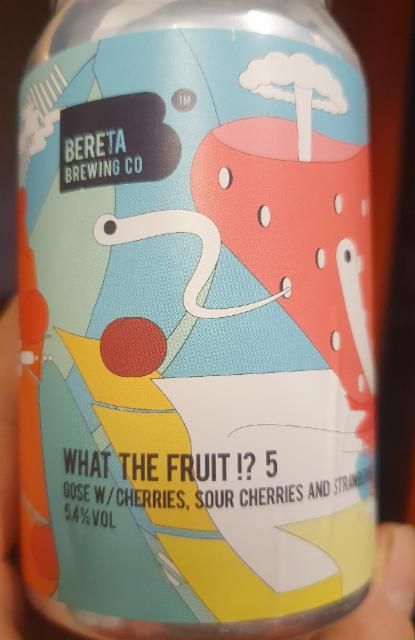 TM
BERETA
BREWING CO
WHAT THE FRUIT !? 5
GOSE W/CHERRIES, SOUR CHERRIES AND
5.4% VOL